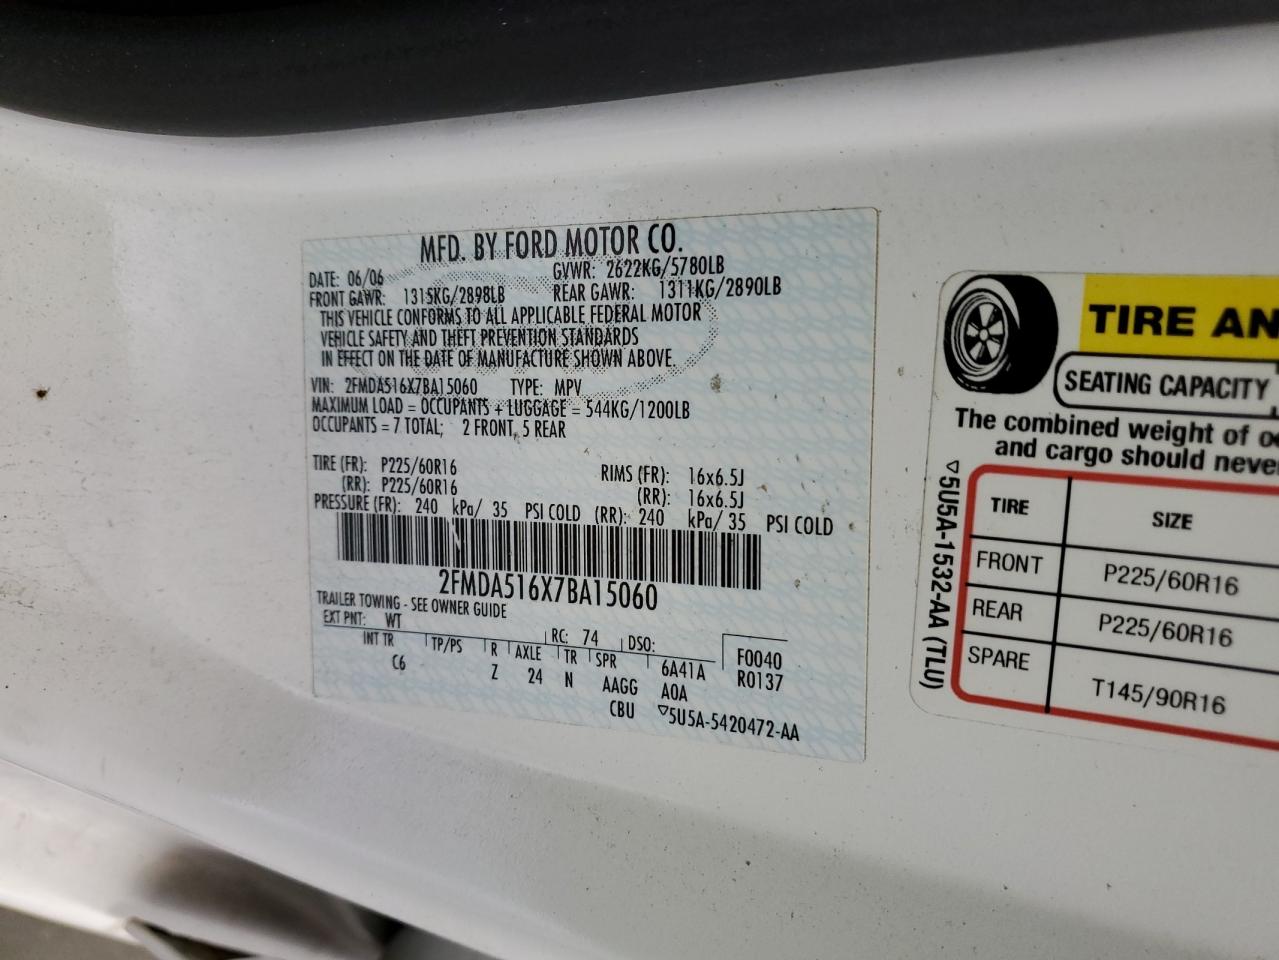 MFD. BY FORD MOTOR CO.
DATE: 06/06 GVWR: 2622KG/5780LB
FRONT GAWR: 1315KG/2898LB REAR GAWR: 1311KG/2890LB
THIS VEHICLE CONFORMS TO ALL APPLICABLE FEDERAL MOTOR
VEHICLE SAFETY AND THEFT PREVENTION STANDARDS
IN EFFECT ON THE DATE OF MANUFACTURE SHOWN ABOVE.
VIN: 2FMDA516X7BA15060 TYPE: MPV
MAXIMUM LOAD = OCCUPANTS + LUGGAGE = 544KG/1200LB
OCCUPANTS = 7 TOTAL; 2 FRONT, 5 REAR
TIRE (FR): P225/60R16 RIMS (FR): 16x6.5J
(RR): P225/60R16 (RR): 16x6.5J
PRESSURE (FR): 240 kPa/ 35 PSI COLD (RR): 240 kPa/ 35 PSI COLD
2FMDA516X7BA15060
TRAILER TOWING - SEE OWNER GUIDE
EXT PNT: WT RC: 74 DSO:
INT TR TP/PS R AXLE TR SPR 6A41A F0040
C6 Z 24 N AAGG A0A R0137
CBU ▽5U5A-5420472-AA
TIRE AN
SEATING CAPACITY
The combined weight of oc
and cargo should neve
TIRE SIZE
FRONT P225/60R16
REAR P225/60R16
SPARE T145/90R16
▽5U5A-1532-AA (TLU)